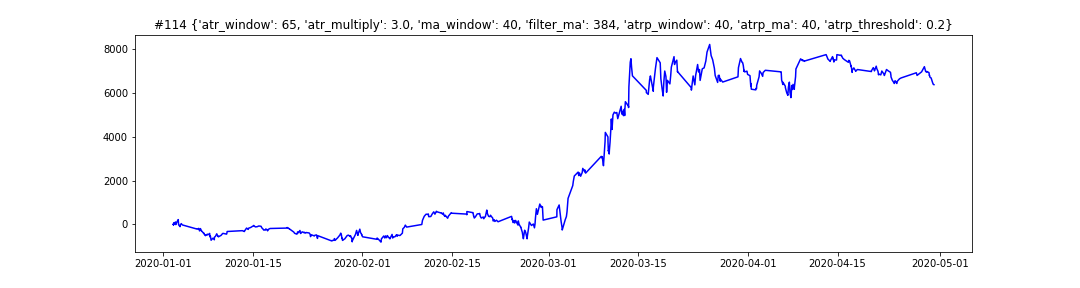 #114 {'atr_window': 65, 'atr_multiply': 3.0, 'ma_window': 40, 'filter_ma': 384, 'atrp_window': 40, 'atrp_ma': 40, 'atrp_threshold': 0.2}
8000
6000
4000
2000
0
2020-01-01 2020-01-15 2020-02-01 2020-02-15 2020-03-01 2020-03-15 2020-04-01 2020-04-15 2020-05-01